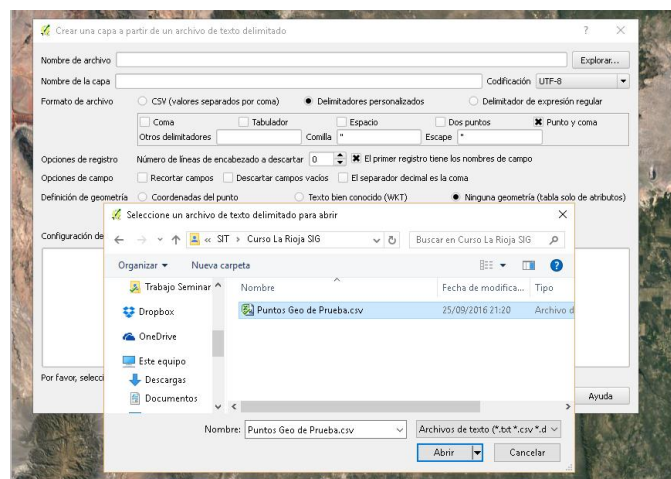 Crear una capa a partir de un archivo de texto delimitado ? ×
Nombre de archivo Explorar...
Nombre de la capa Codificación UTF-8
Formato de archivo CSV (valores separados por coma) Delimitadores personalizados Delimitador de expresión regular
Coma Tabulador Espacio Dos puntos Punto y coma
Otros delimitadores Comilla " Escape "
Opciones de registro Número de líneas de encabezado a descartar 0 El primer registro tiene los nombres de campo
Opciones de campo Recortar campos Descartar campos vacíos El separador decimal es la coma
Definición de geometría Coordenadas del punto Texto bien conocido (WKT) Ninguna geometría (tabla solo de atributos)
Configuración de
Por favor, selecci
Ayuda
Seleccione un archivo de texto delimitado para abrir ×
« SIT > Curso La Rioja SIG Buscar en Curso La Rioja SIG
Organizar Nueva carpeta
Trabajo Seminar
Dropbox
OneDrive
Este equipo
Descargas
Documentos
Nombre Fecha de modifica... Tipo
Puntos Geo de Prueba.csv 25/09/2016 21:20 Archivo d
Nombre: Puntos Geo de Prueba.csv Archivos de texto (*.txt *.csv *.d
Abrir Cancelar